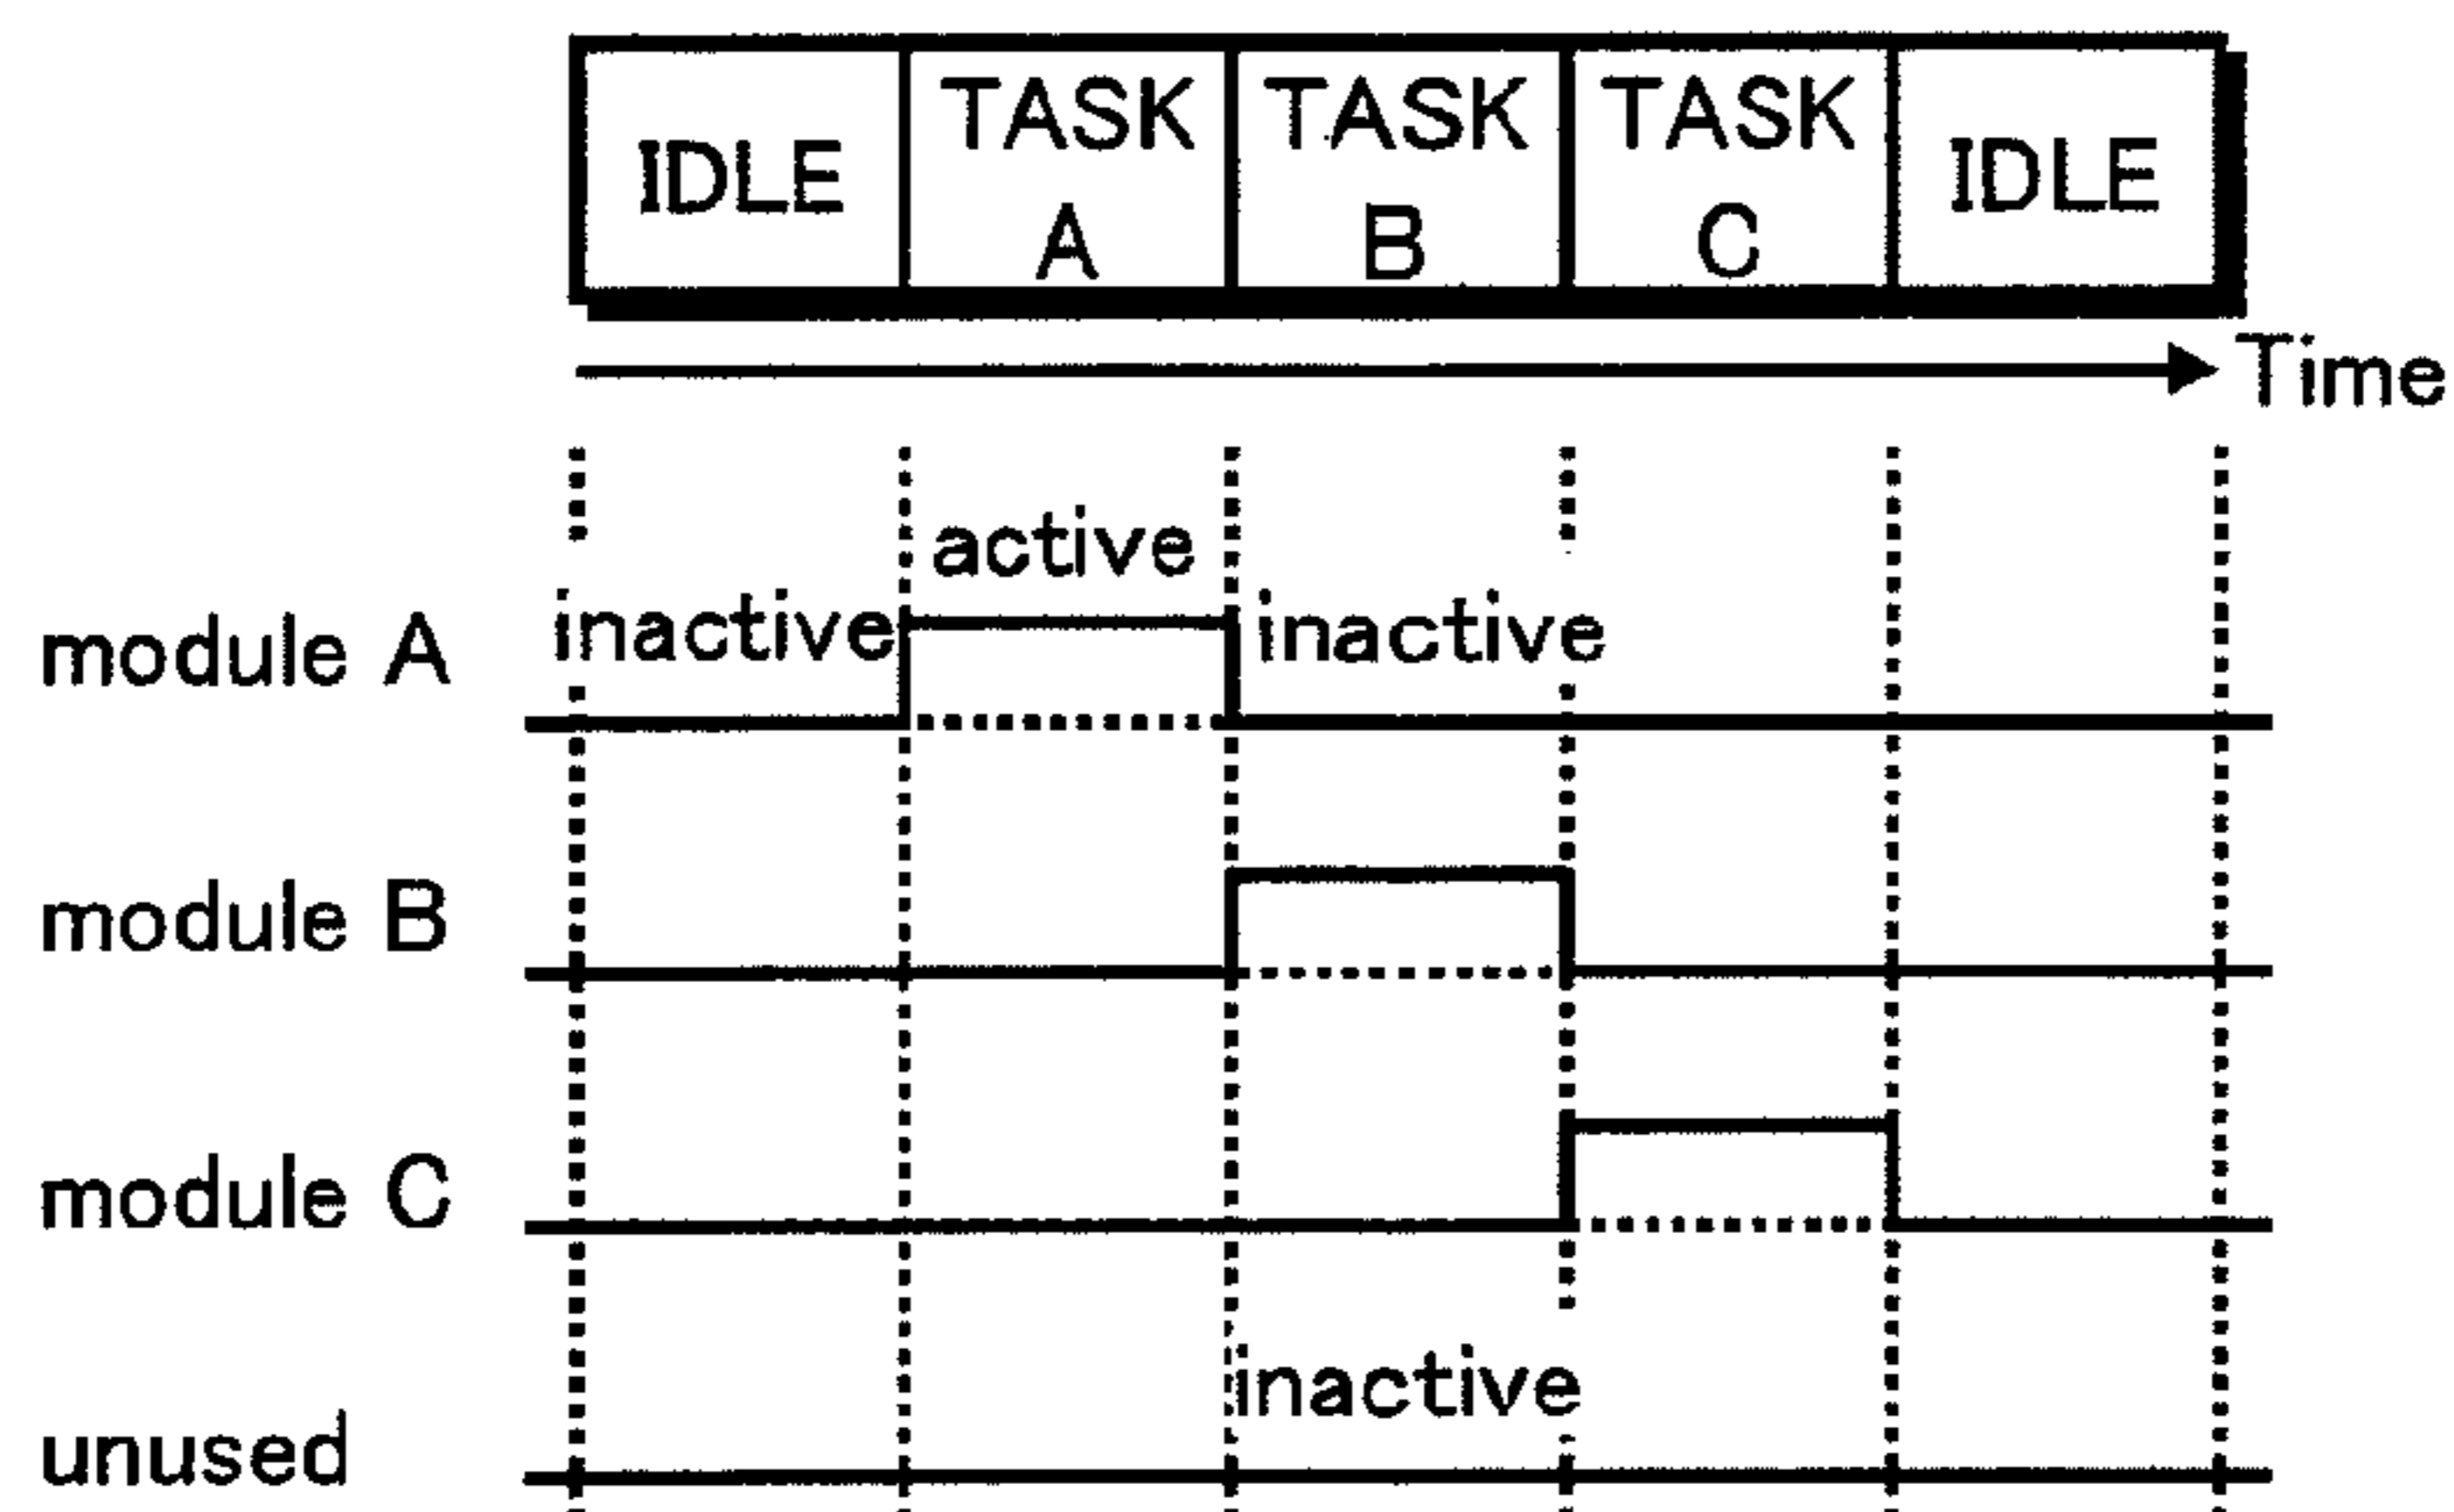 IDLE TASK A TASK B TASK C IDLE
Time
active
module A inactive inactive
module B
module C
inactive
unused